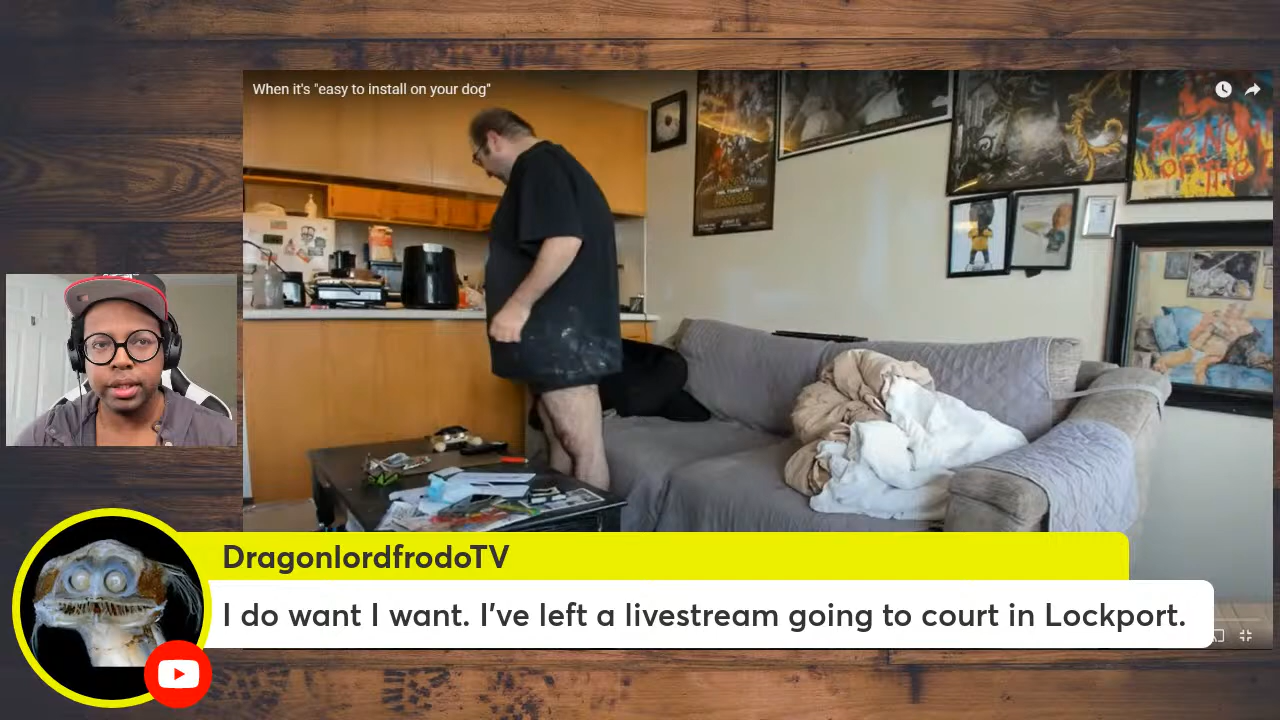 When it's "easy to install on your dog"
DragonlordfrodoTV
I do want I want. I've left a livestream going to court in Lockport.